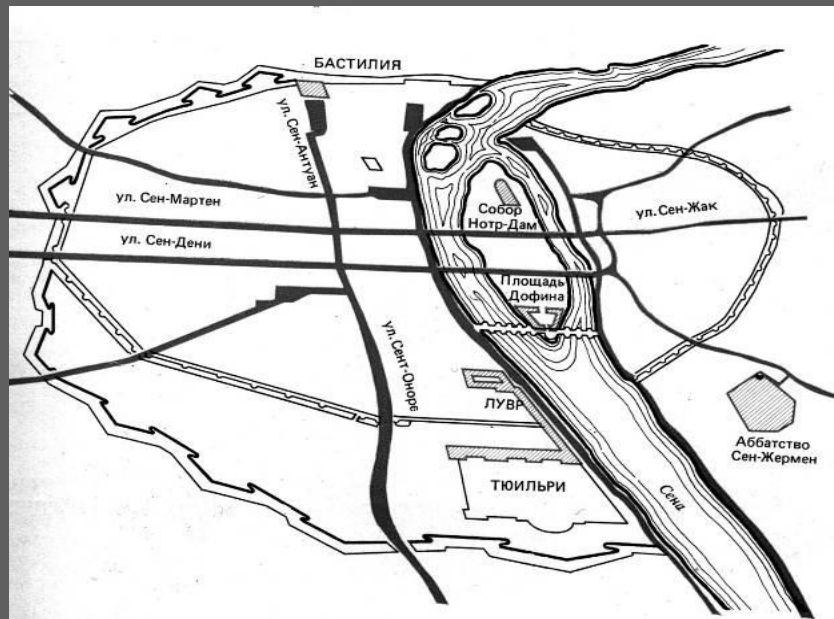 БАСТИЛИЯ
ул. Сен-Антуан
ул. Сен-Мартен
Собор
Нотр-Дам
ул. Сен-Жак
ул. Сен-Дени
Площадь
Дофина
ул. Сент-Оноре
ЛУВР
Аббатство
Сен-Жермен
ТЮИЛЬРИ
Сена